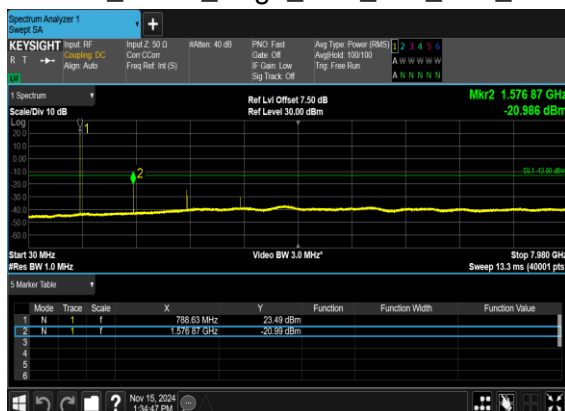 Spectrum Analyzer 1
Swept SA
+
KEYSIGHT Input: RF Input Z: 50 Ω #Atten: 40 dB PNO: Fast Avg Type: Power (RMS) 1 2 3 4 5 6
R T Coupling: DC Corr CCorr Gate: Off Avg|Hold: 100/100 A W W W W W
Align: Auto Freq Ref: Int (S) IF Gain: Low Trig: Free Run
Sig Track: Off A N N N N N
1 Spectrum Ref Lvl Offset 7.50 dB Mkr2 1.576 87 GHz
Scale/Div 10 dB Ref Level 30.00 dBm -20.986 dBm
Log
20.0
10.0
0.00
-10.0
-20.0
-30.0
-40.0
-50.0
-60.0
1
2
DL1 -13.00 dBm
Start 30 MHz Video BW 3.0 MHz* Stop 7.980 GHz
#Res BW 1.0 MHz Sweep 13.3 ms (40001 pts)
5 Marker Table
Mode Trace Scale X Y Function Function Width Function Value
1 N 1 f 788.63 MHz 23.49 dBm
2 N 1 f 1.576 87 GHz -20.99 dBm
3
4
5
6
? Nov 15, 2024
1:34:47 PM